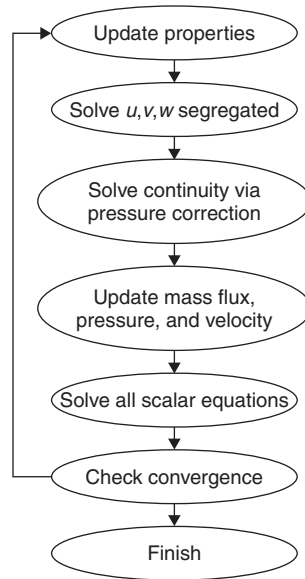 Update properties
Solve u,v,w segregated
Solve continuity via
pressure correction
Update mass flux,
pressure, and velocity
Solve all scalar equations
Check convergence
Finish